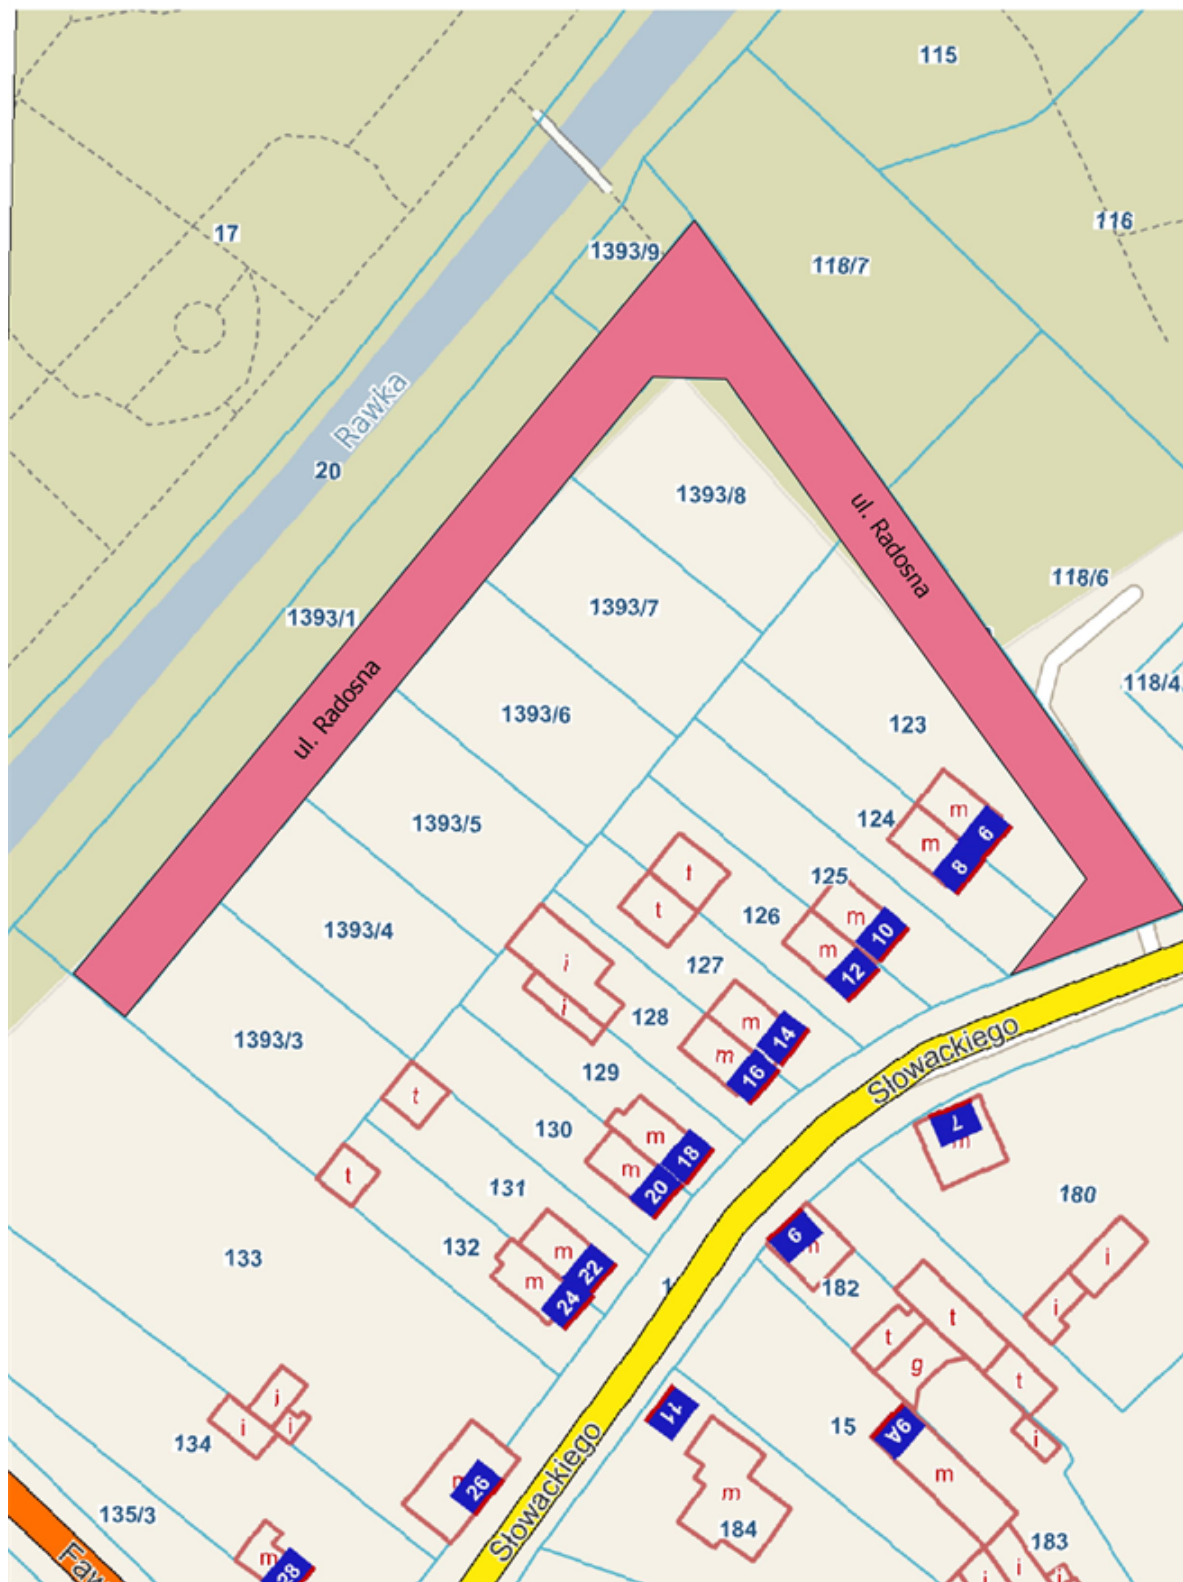 115
116
17
1393/9
118/7
Rawka
20
1393/8
ul. Radosna
118/6
1393/7
1393/1
118/4
ul. Radosna
1393/6
123
m
6
124
m
8
1393/5
t
125
t
126
m
10
m
12
1393/4
i
127
i
128
m
14
Słowackiego
1393/3
m
16
129
t
130
m
18
7
m
t
m
20
131
180
132
m
22
9
m
133
m
24
182
i
i
t
t
g
t
j
i
i
134
11
15
9A
i
m
26
m
m
Słowackiego
135/3
184
183
m
28
i
i
i